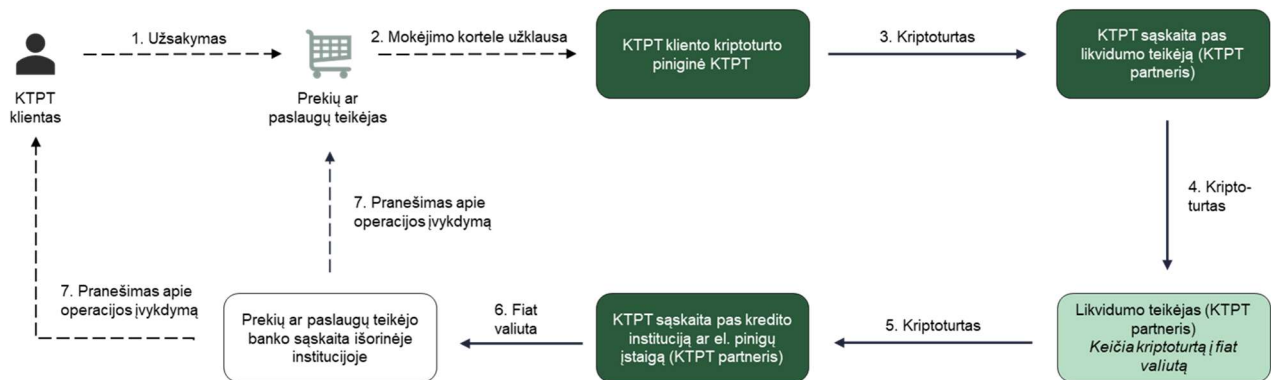 1. Užsakymas
2. Mokėjimo kortele užklausa
KTPT kliento kriptoturto
piniginė KTPT
3. Kriptoturtas
KTPT sąskaita pas
likvidumo teikėją (KTPT
partneris)
KTPT
klientas
Prekių ar
paslaugų teikėjas
4. Kripto-
turtas
7. Pranešimas apie
operacijos įvykdymą
7. Pranešimas apie
operacijos įvykdymą
Prekių ar paslaugų teikėjo
banko sąskaita išorinėje
institucijoje
6. Fiat
valiuta
KTPT sąskaita pas kredito
instituciją ar el. pinigų
įstaigą (KTPT partneris)
5. Kriptoturtas
Likvidumo teikėjas (KTPT
partneris)
Keičia kriptoturtą į fiat
valiutą